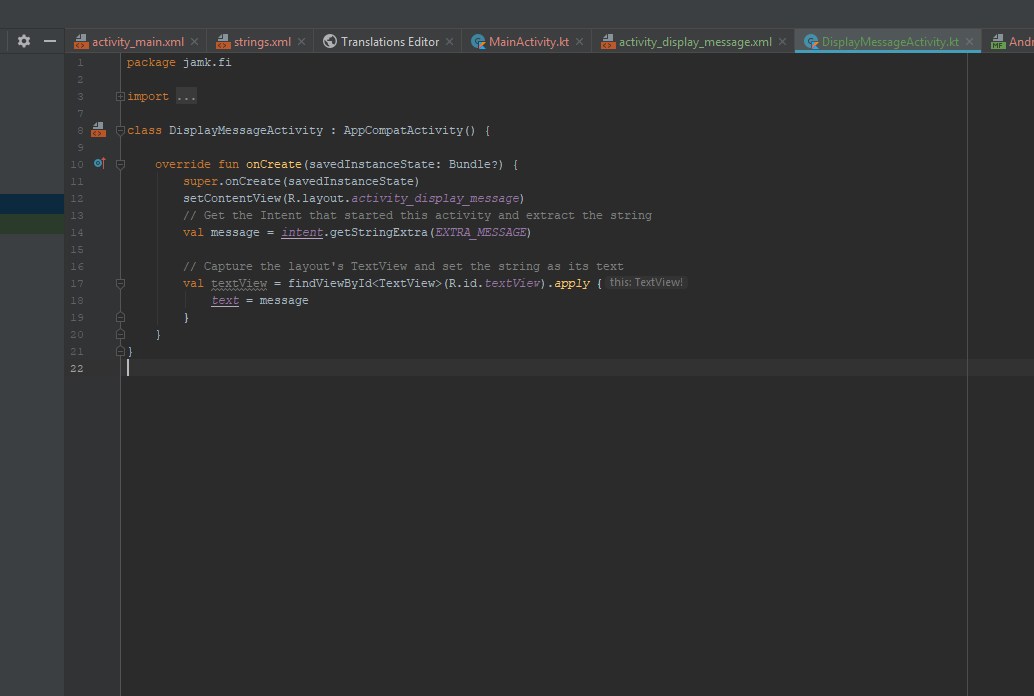 activity_main.xml strings.xml Translations Editor MainActivity.kt activity_display_message.xml DisplayMessageActivity.kt MF Andr
1 package jamk.fi
2
3 import ...
7
8 class DisplayMessageActivity : AppCompatActivity() {
9
10 override fun onCreate(savedInstanceState: Bundle?) {
11 super.onCreate(savedInstanceState)
12 setContentView(R.layout.activity_display_message)
13 // Get the Intent that started this activity and extract the string
14 val message = intent.getStringExtra(EXTRA_MESSAGE)
15
16 // Capture the layout's TextView and set the string as its text
17 val textView = findViewById<TextView>(R.id.textView).apply { this: TextView!
18 text = message
19 }
20 }
21 }
22